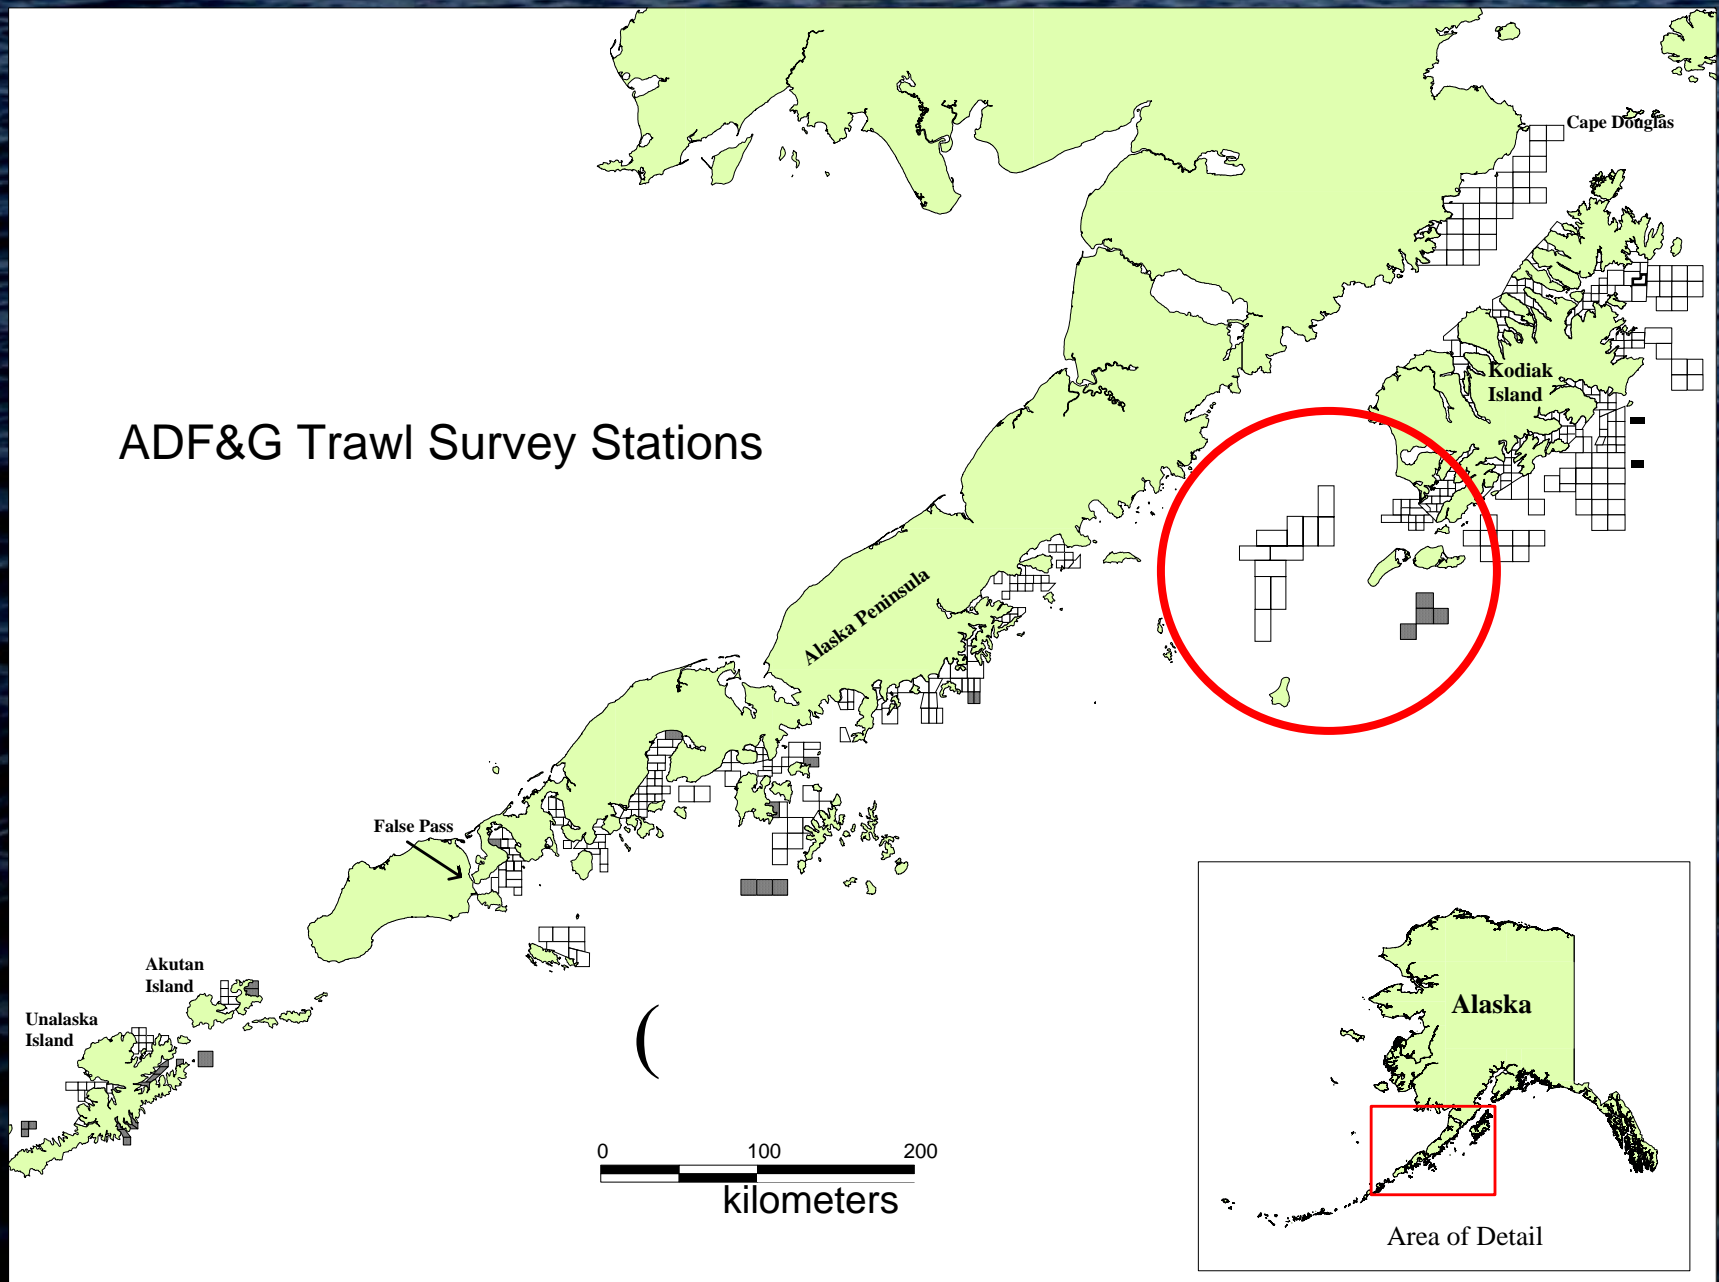 Cape Douglas
Kodiak
Island
ADF&G Trawl Survey Stations
Alaska Peninsula
False Pass
Akutan
Island
Unalaska
Island
(
Alaska
0 100 200
kilometers
Area of Detail